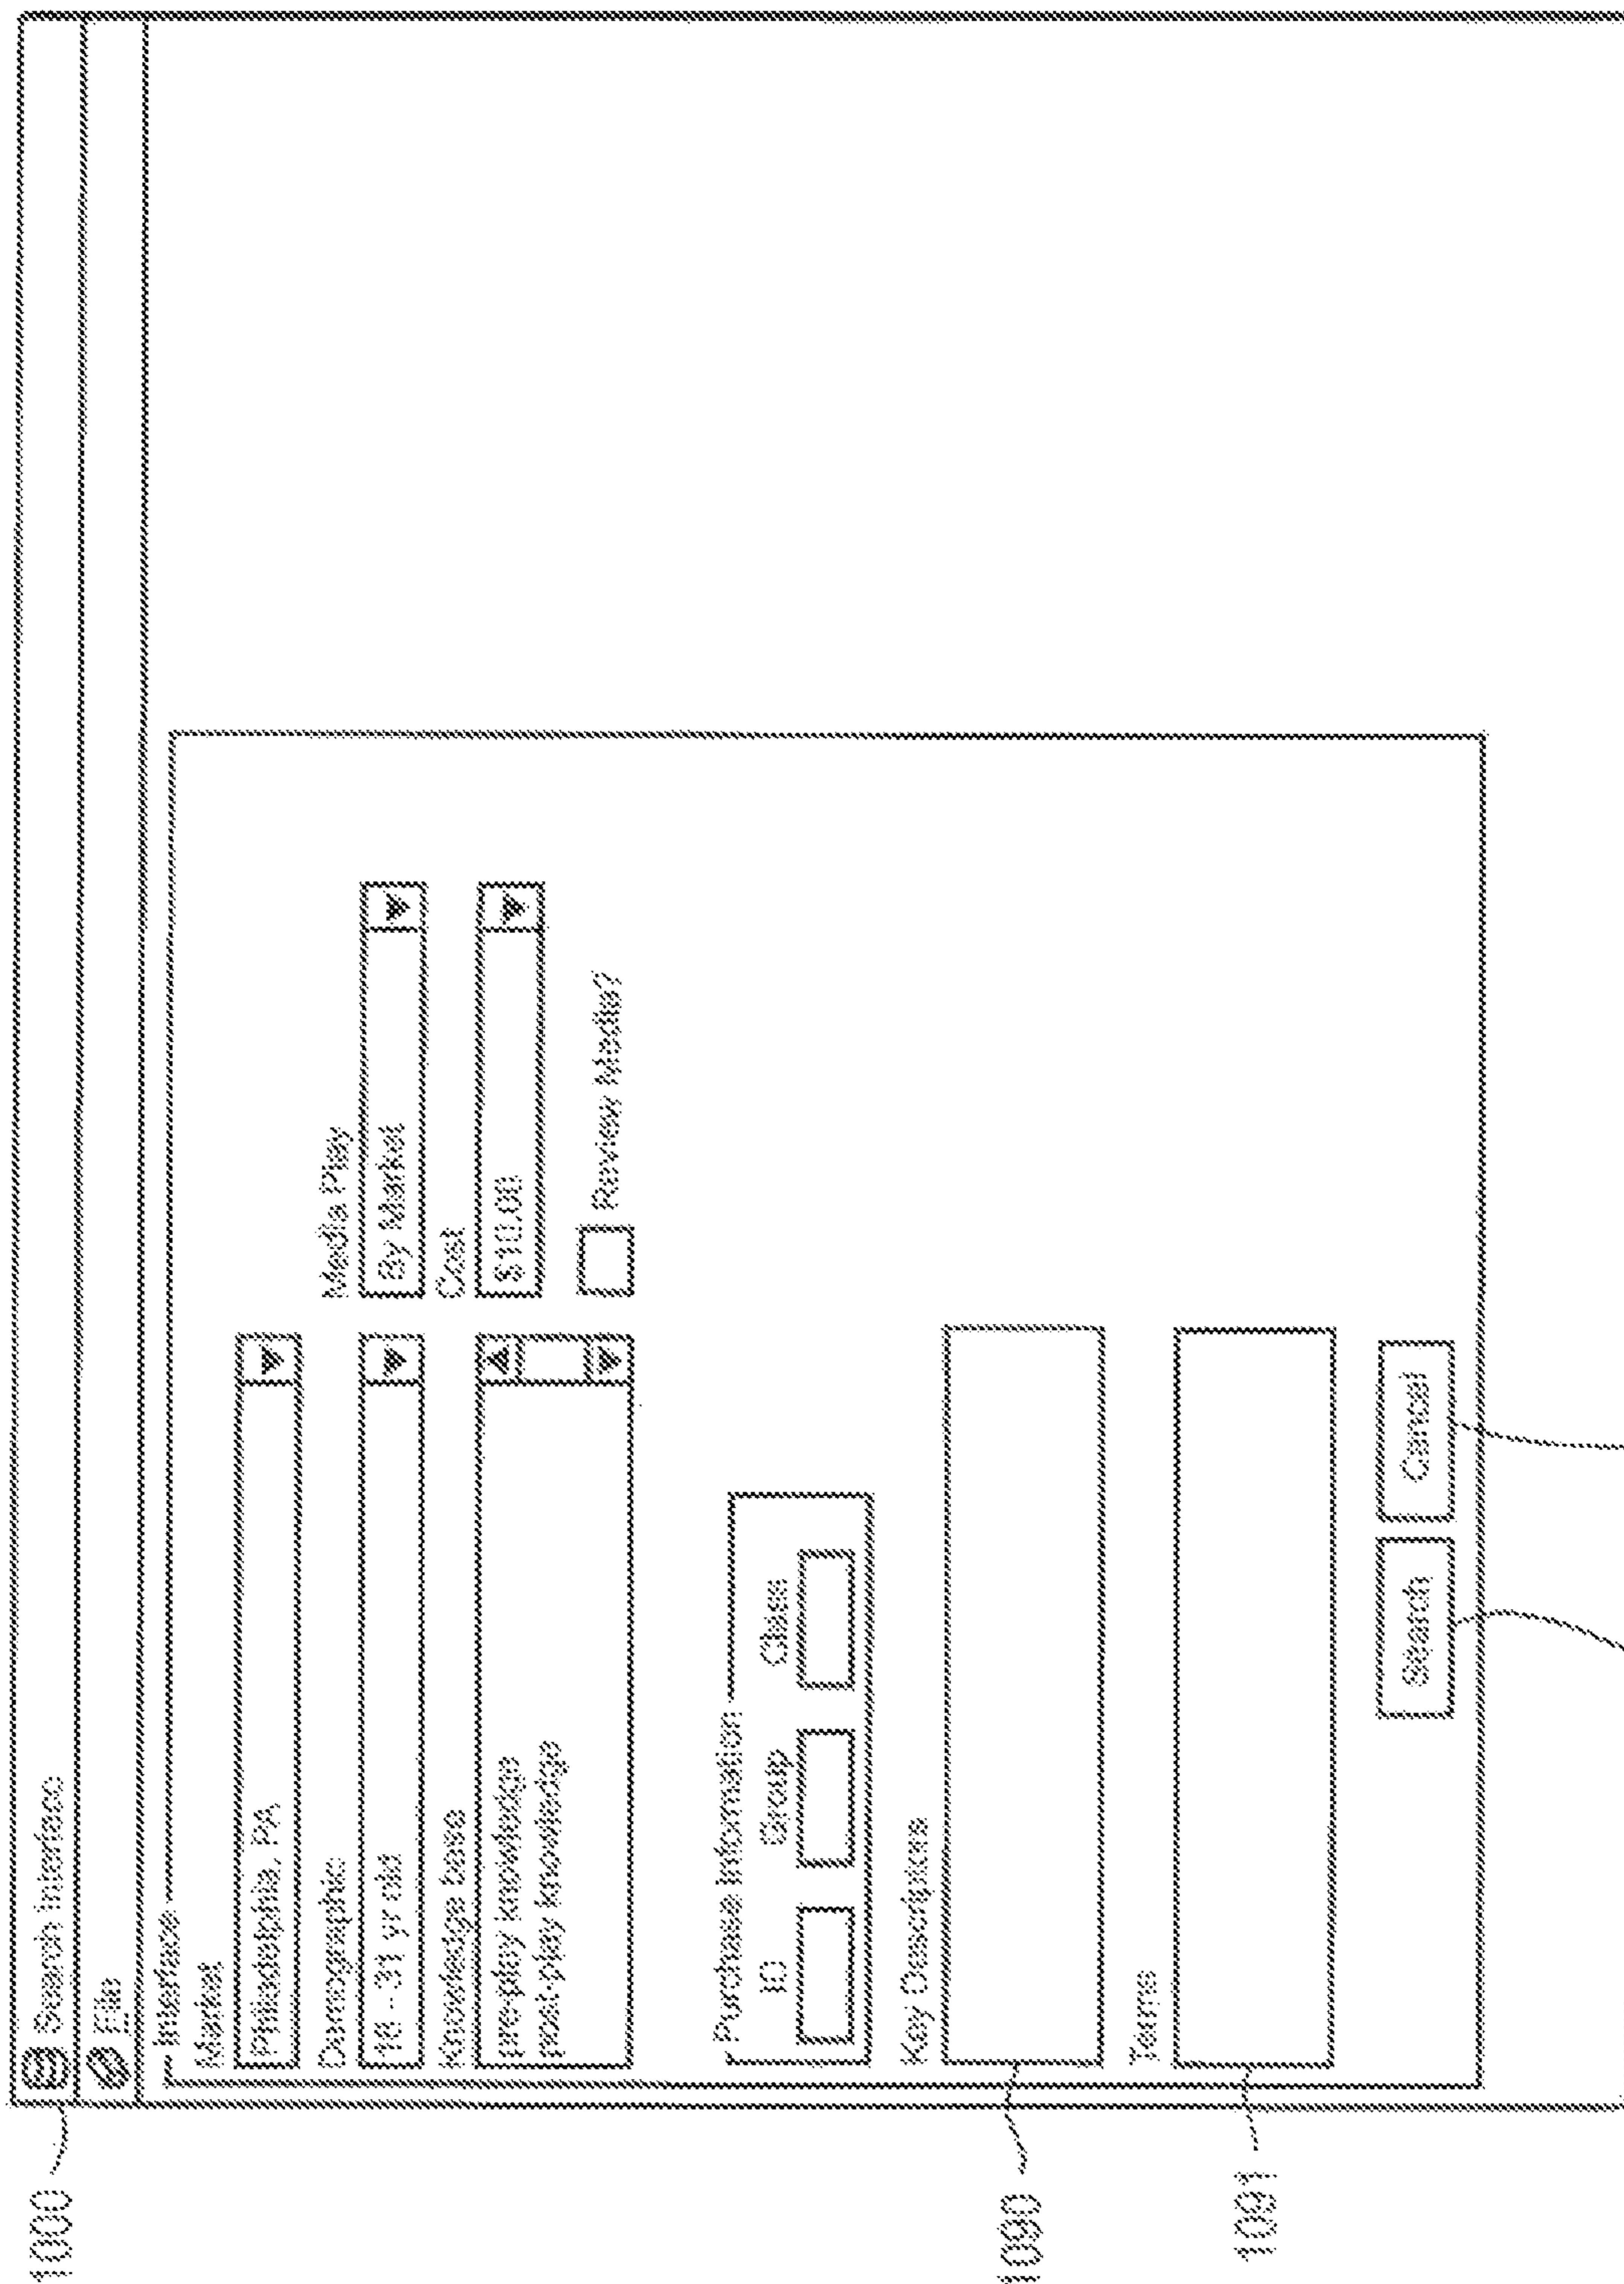 1000
Search Interface
File
Interface
Market
Philadelphia, PA
Demographic
Media Play
18 - 31 yr old
By Market
Knowledge base
Cost
pre-play knowledge
post-play knowledge
$10.00
Review Media?
Purchase Information
ID Group Class
Key Descriptors
1090
Terms
1091
Search Cancel